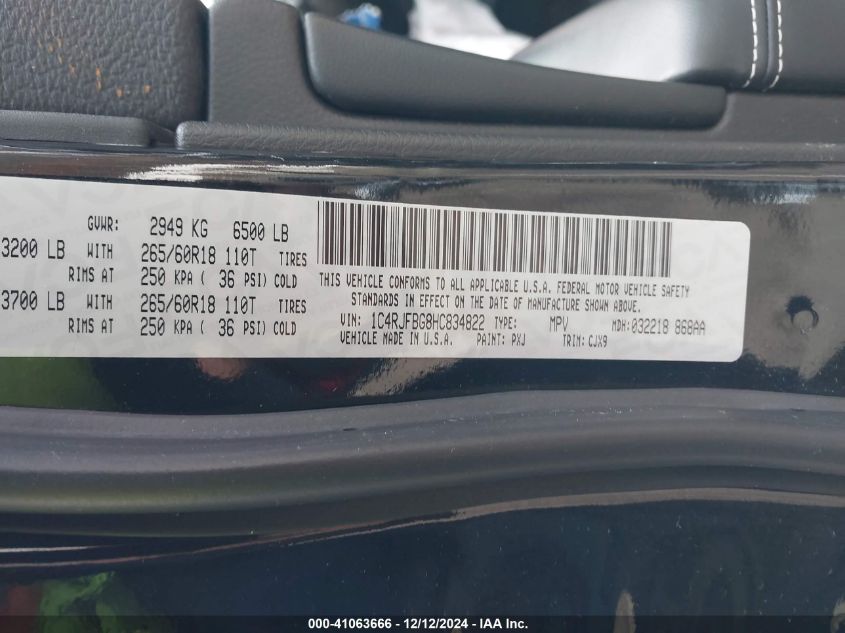 GVWR: 2949 KG 6500 LB
3200 LB WITH 265/60R18 110T TIRES
RIMS AT 250 KPA ( 36 PSI) COLD
3700 LB WITH 265/60R18 110T TIRES
RIMS AT 250 KPA ( 36 PSI) COLD
THIS VEHICLE CONFORMS TO ALL APPLICABLE U.S.A. FEDERAL MOTOR VEHICLE SAFETY
STANDARDS IN EFFECT ON THE DATE OF MANUFACTURE SHOWN ABOVE.
VIN: 1C4RJFBG8HC834822 TYPE: MPV MDH: 032218 868AA
VEHICLE MADE IN U.S.A. PAINT: PXJ TRIM: CJX9
000-41063666 - 12/12/2024 - IAA Inc.